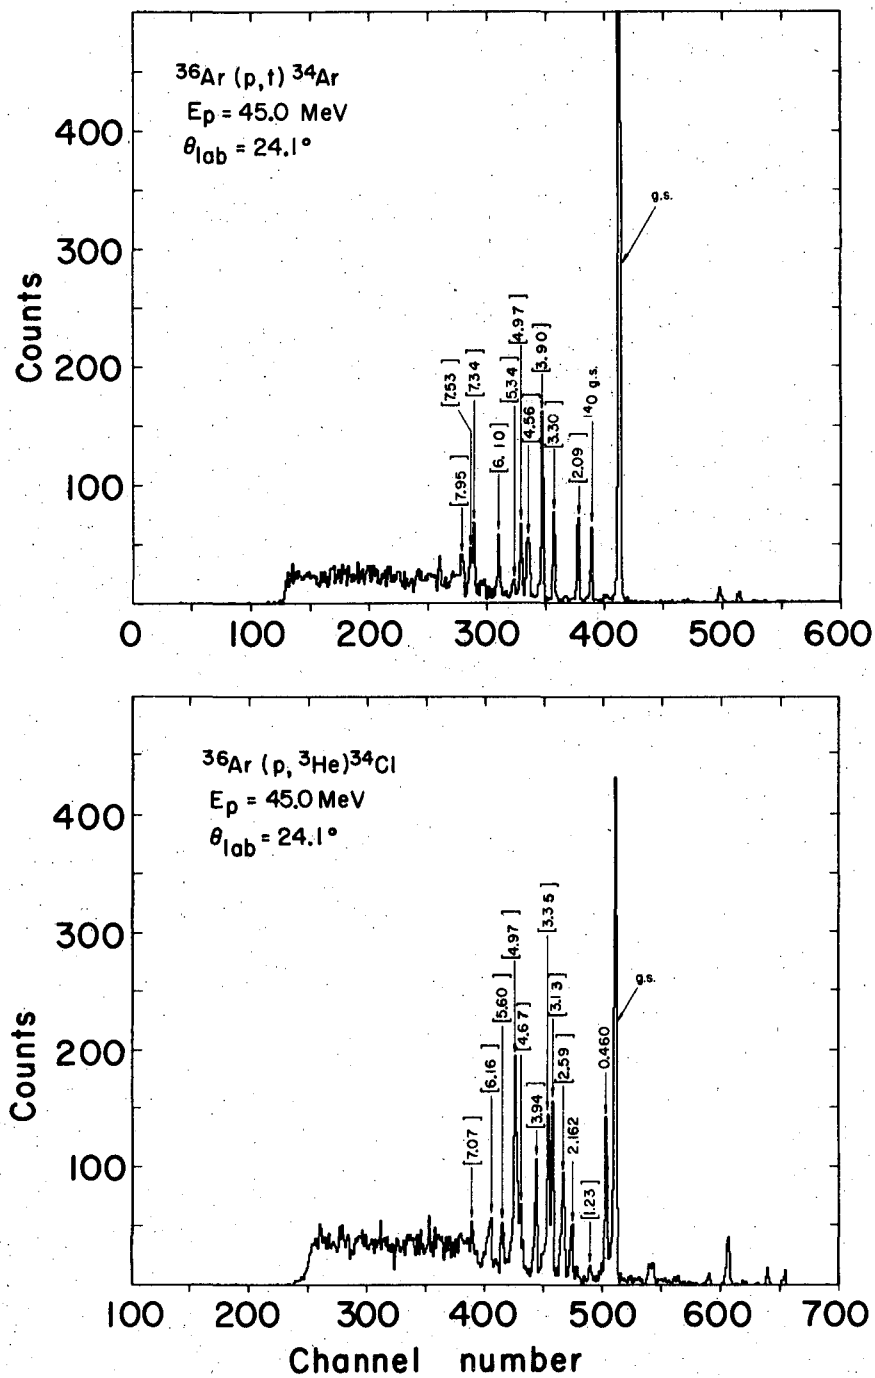 ³⁶Ar (p,t) ³⁴Ar
Eₚ = 45.0 MeV
θlab = 24.1°
Counts
400
300
200
100
[7.95]
[7.53]
[7.34]
[6.10]
[5.34]
[4.97]
[4.56]
[3.90]
[3.30]
[2.09]
¹⁴O g.s.
g.s.
0 100 200 300 400 500 600
³⁶Ar (p, ³He)³⁴Cl
Eₚ = 45.0 MeV
θlab = 24.1°
Counts
400
300
200
100
[7.07]
[6.16]
[5.60]
[4.97]
[4.67]
[3.94]
[3.35]
[3.13]
[2.59]
2.162
[1.23]
0.460
g.s.
100 200 300 400 500 600 700
Channel number